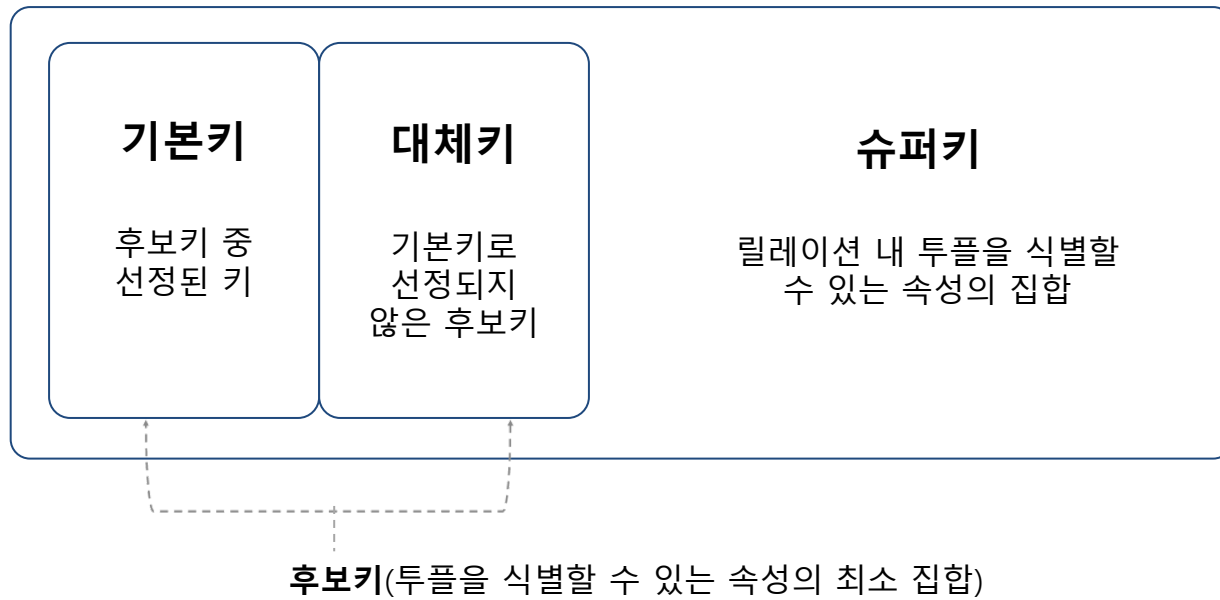 기본키
후보키 중
선정된 키
대체키
기본키로
선정되지
않은 후보키
슈퍼키
릴레이션 내 투플을 식별할
수 있는 속성의 집합
후보키(투플을 식별할 수 있는 속성의 최소 집합)